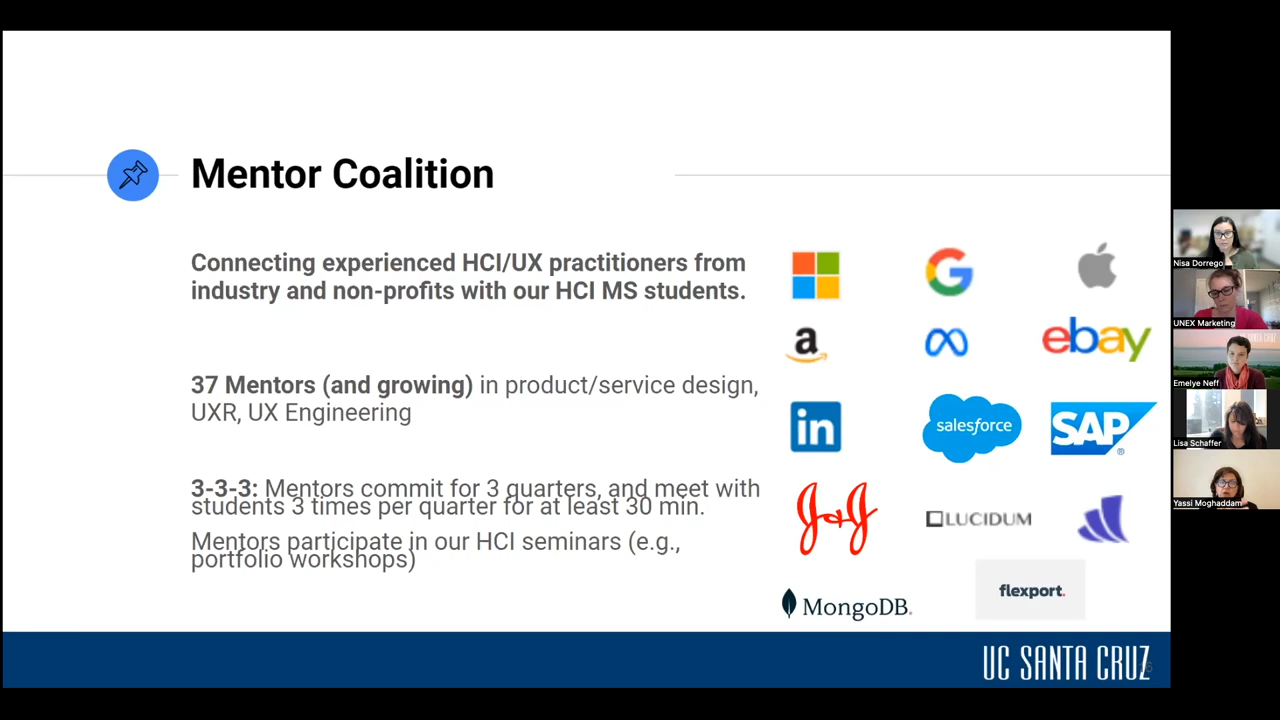 Mentor Coalition
Connecting experienced HCI/UX practitioners from
industry and non-profits with our HCI MS students.
37 Mentors (and growing) in product/service design,
UXR, UX Engineering
3-3-3: Mentors commit for 3 quarters, and meet with
students 3 times per quarter for at least 30 min.
Mentors participate in our HCI seminars (e.g.,
portfolio workshops)
G
a
ebay
in
salesforce
SAP
J&J
LUCIDUM
MongoDB.
flexport.
UC SANTA CRUZ
16
Nisa Dorrego
UNEX Marketing
Emelye Neff
Lisa Schaffer
Yassi Moghaddam